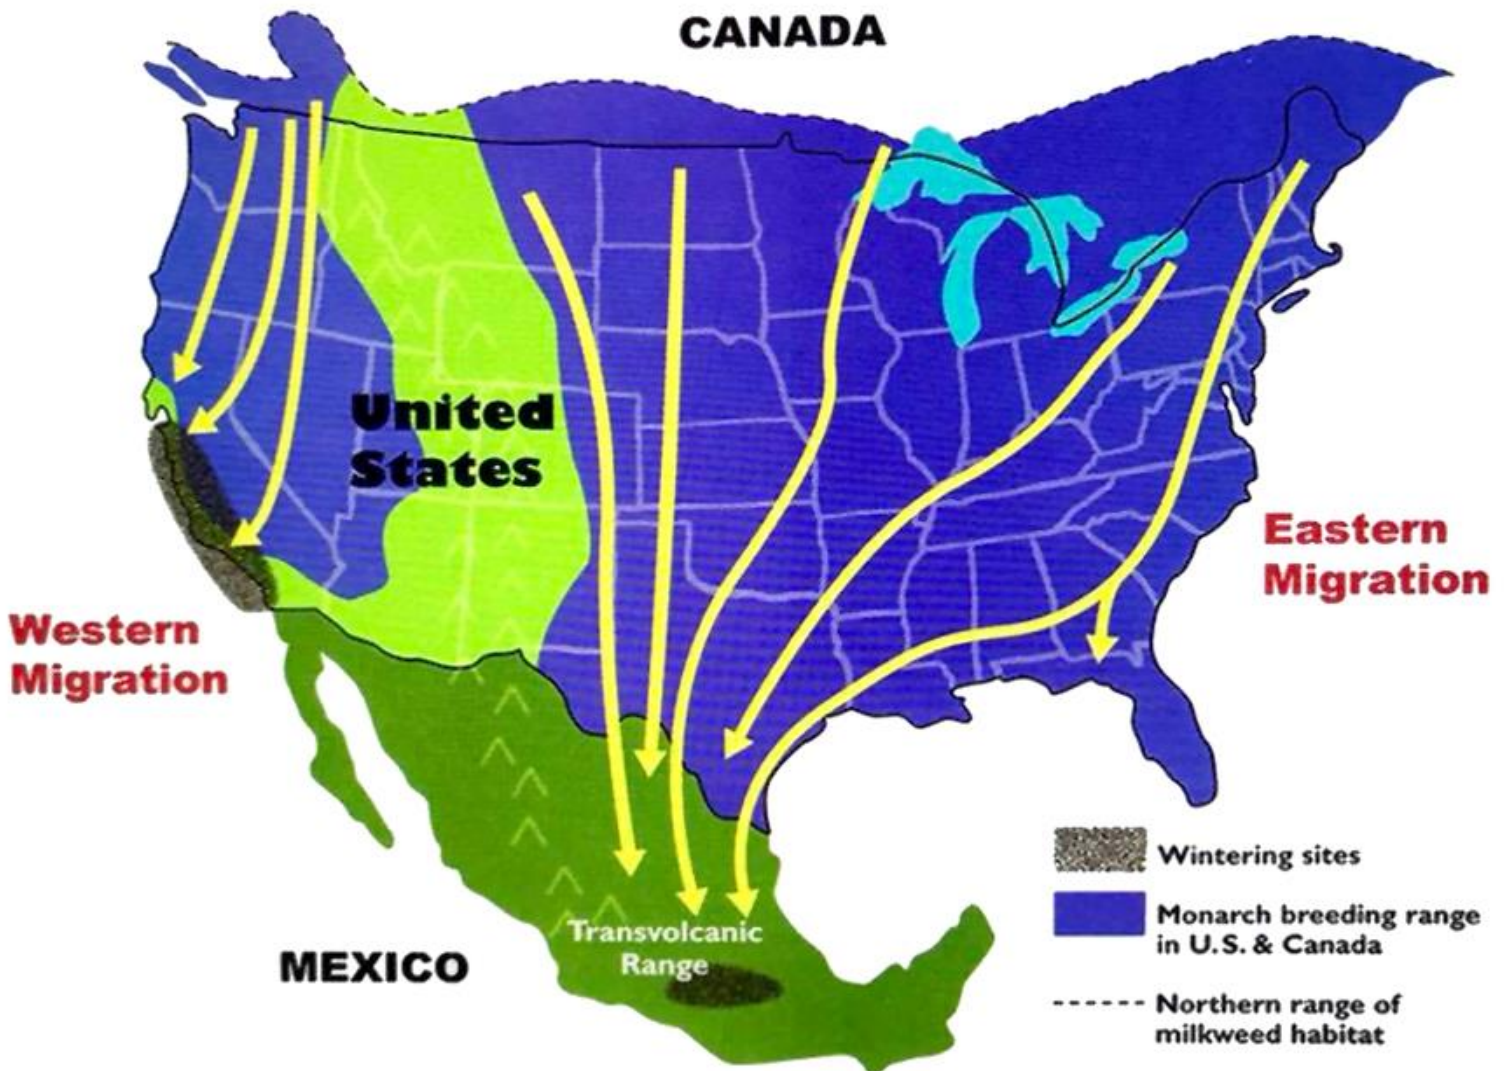 CANADA
United
States
Eastern
Migration
Western
Migration
Wintering sites
Monarch breeding range
in U.S. & Canada
Transvolcanic
Range
MEXICO
Northern range of
milkweed habitat